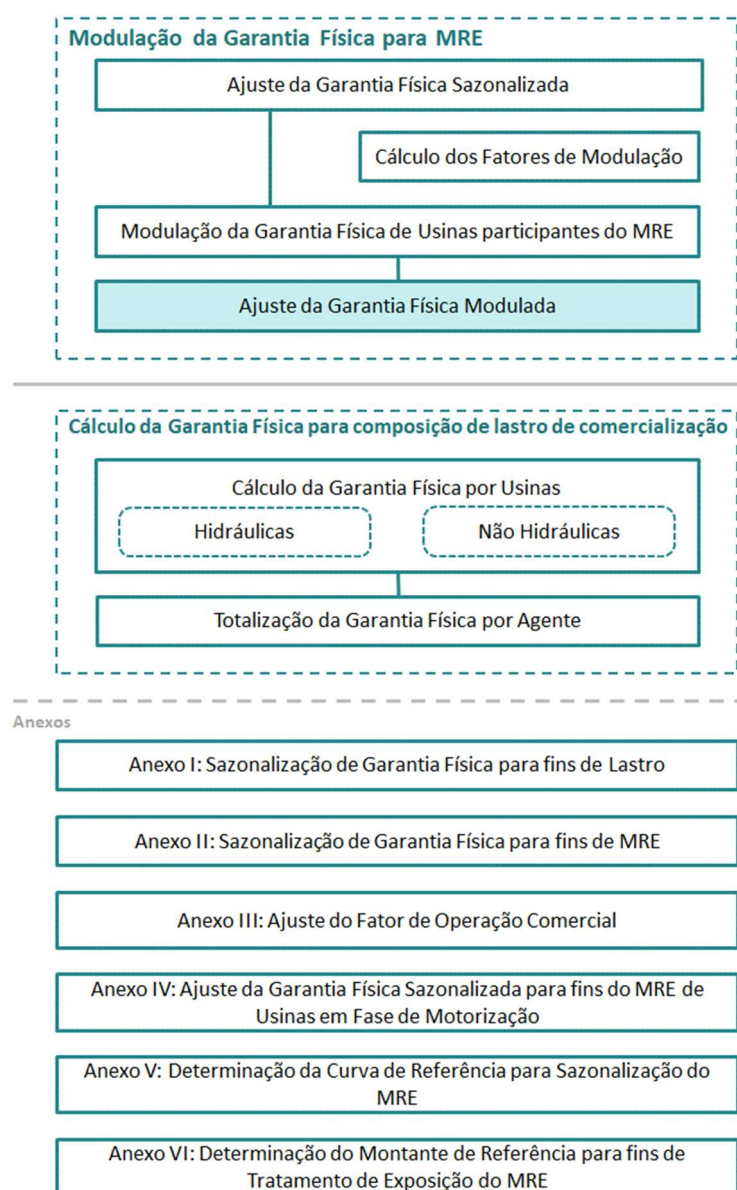 Modulação da Garantia Física para MRE
Ajuste da Garantia Física Sazonalizada
Cálculo dos Fatores de Modulação
Modulação da Garantia Física de Usinas participantes do MRE
Ajuste da Garantia Física Modulada
Cálculo da Garantia Física para composição de lastro de comercialização
Cálculo da Garantia Física por Usinas
Hidráulicas
Não Hidráulicas
Totalização da Garantia Física por Agente
Anexos
Anexo I: Sazonalização de Garantia Física para fins de Lastro
Anexo II: Sazonalização de Garantia Física para fins de MRE
Anexo III: Ajuste do Fator de Operação Comercial
Anexo IV: Ajuste da Garantia Física Sazonalizada para fins do MRE de
Usinas em Fase de Motorização
Anexo V: Determinação da Curva de Referência para Sazonalização do
MRE
Anexo VI: Determinação do Montante de Referência para fins de
Tratamento de Exposição do MRE